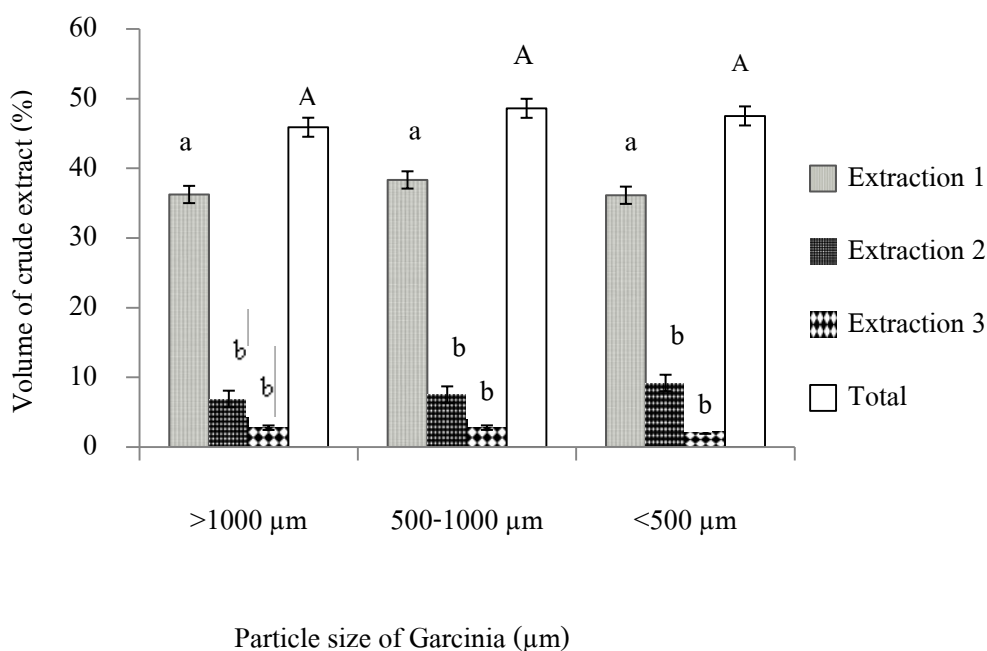 60
50
40
30
20
10
0
Volume of crude extract (%)
a
b
b
A
a
b
b
A
a
b
b
A
>1000 µm
500-1000 µm
<500 µm
Particle size of Garcinia (µm)
Extraction 1
Extraction 2
Extraction 3
Total